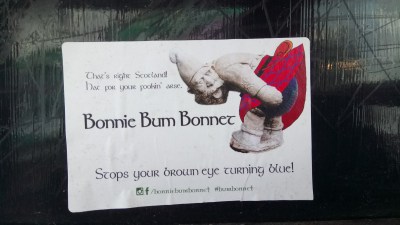 That's right Scotland!
Hat for your fookin' arse.
Bonnie Bum Bonnet
Stops your brown eye turning blue!
/bonniebumbonnet #bumbonnet